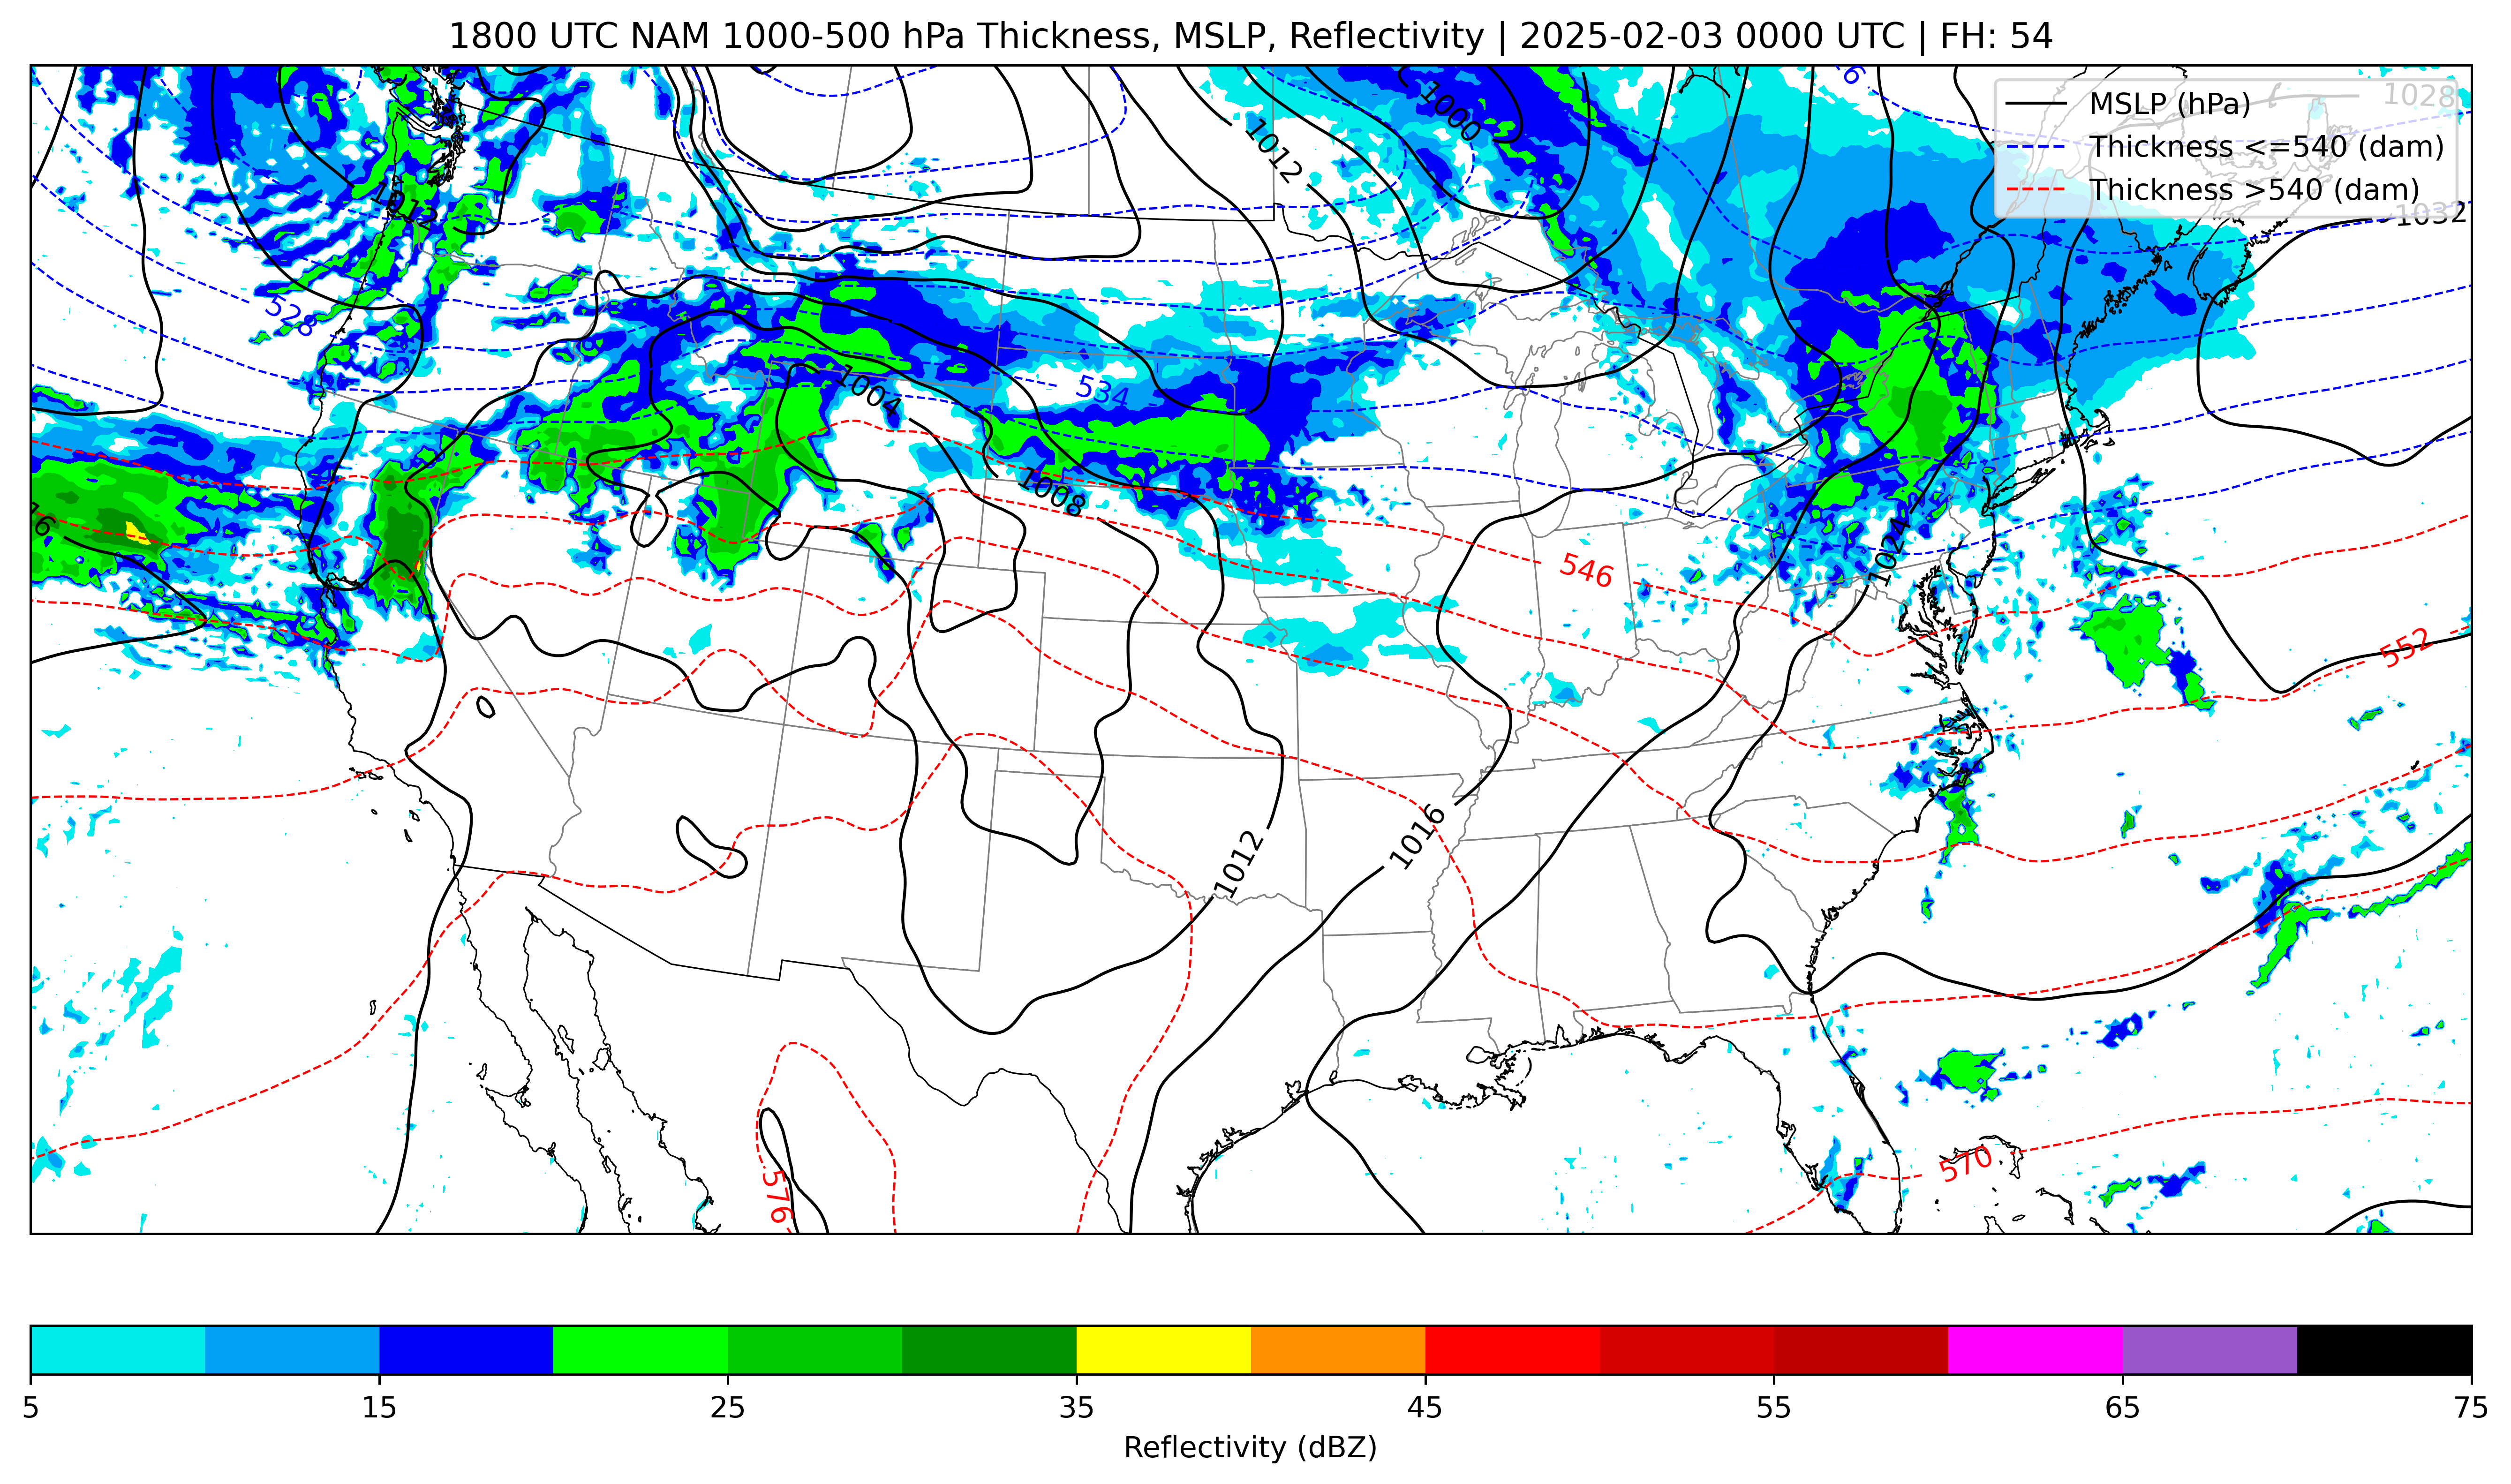 1800 UTC NAM 1000-500 hPa Thickness, MSLP, Reflectivity | 2025-02-03 0000 UTC | FH: 54
MSLP (hPa)
Thickness <=540 (dam)
Thickness >540 (dam)
1028
1032
1000
1012
1012
528
534
1004
1008
16
546
1024
552
1016
1012
570
576
5 15 25 35 45 55 65 75
Reflectivity (dBZ)